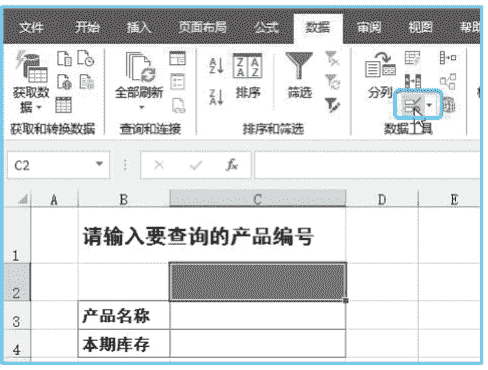 文件 开始 插入 页面布局 公式 数据 审阅 视图 帮助
获取数据 全部刷新 排序 筛选 分列
获取和转换数据 查询和连接 排序和筛选 数据工具
C2 fx
A B C D E
1 请输入要查询的产品编号
2
3 产品名称
4 本期库存